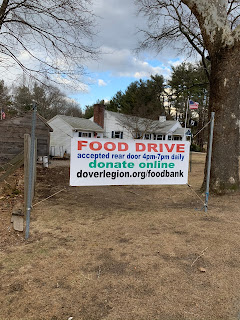 FOOD DRIVE
accepted rear door 4pm-7pm daily
donate online
doverlegion.org/foodbank